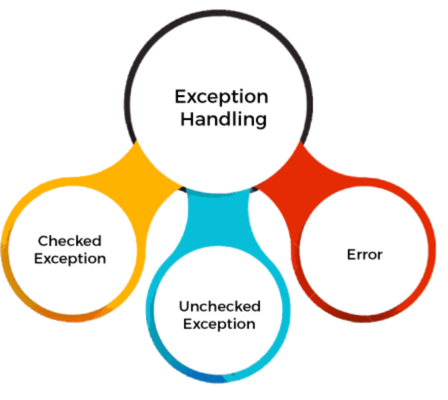 Exception
Handling
Checked
Exception
Unchecked
Exception
Error